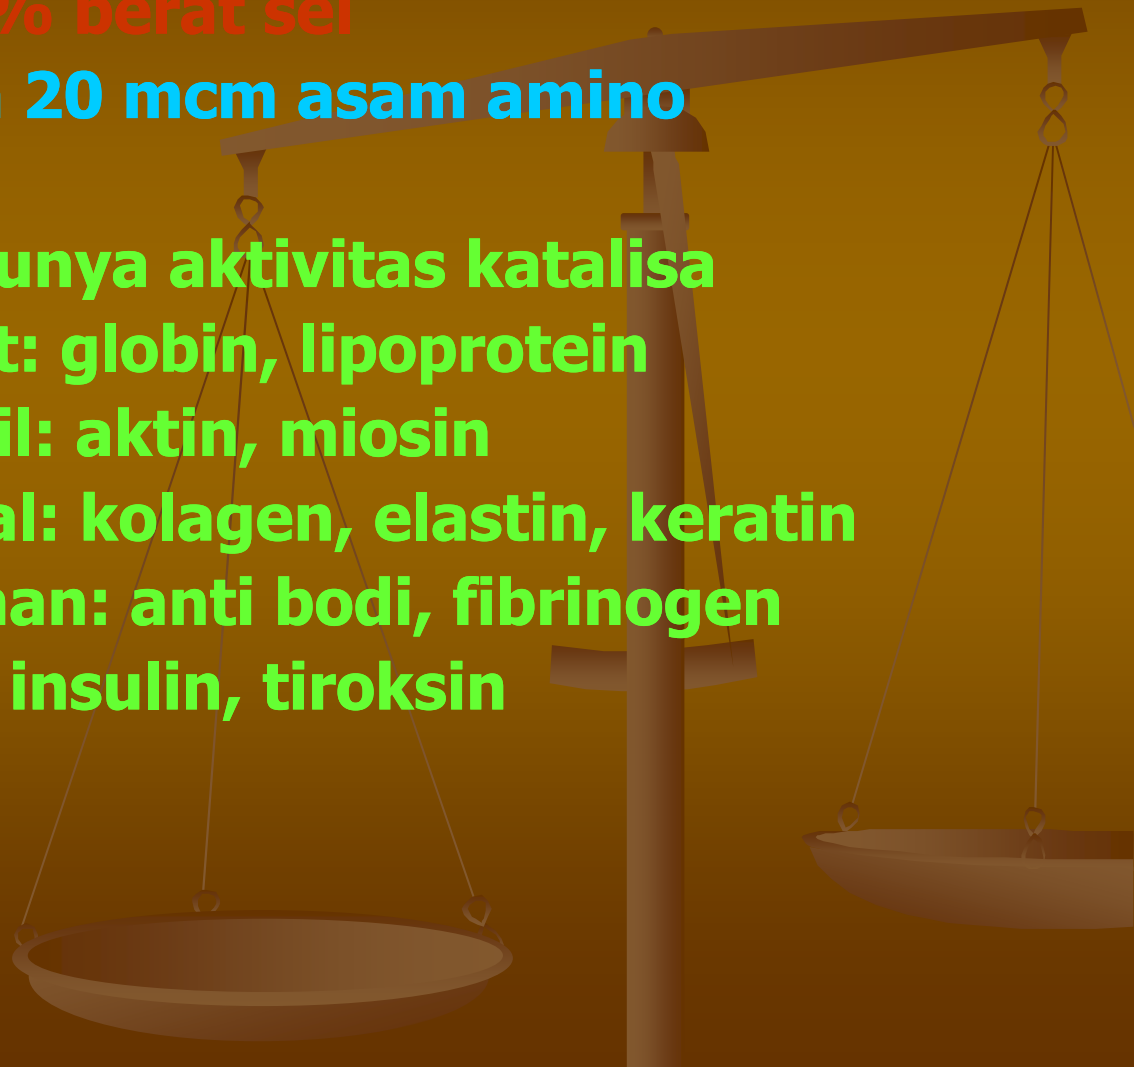 % berat sel
20 mcm asam amino
unya aktivitas katalisa
t: globin, lipoprotein
il: aktin, miosin
al: kolagen, elastin, keratin
an: anti bodi, fibrinogen
insulin, tiroksin